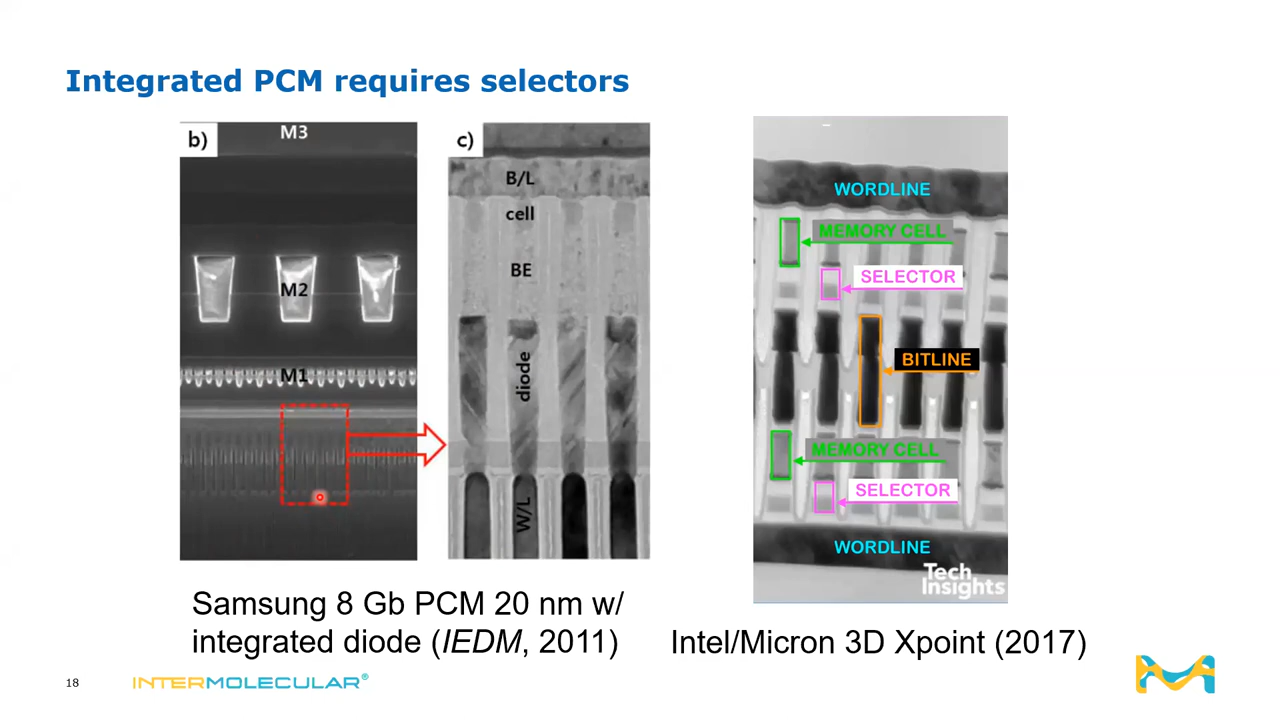 Integrated PCM requires selectors
b)
M3
M2
M1
c)
B/L
cell
BE
diode
W/L
WORDLINE
MEMORY CELL
SELECTOR
BITLINE
MEMORY CELL
SELECTOR
WORDLINE
Tech
Insights
Samsung 8 Gb PCM 20 nm w/
integrated diode (IEDM, 2011)
Intel/Micron 3D Xpoint (2017)
18
INTERMOLECULAR®